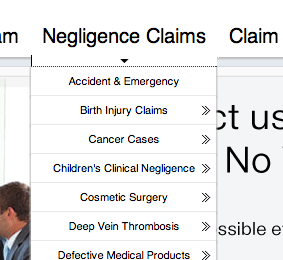 am Negligence Claims Claim
Accident & Emergency
Birth Injury Claims
ct us
Cancer Cases
No
Children's Clinical Negligence
Cosmetic Surgery
ssible e
Deep Vein Thrombosis
Defective Medical Products